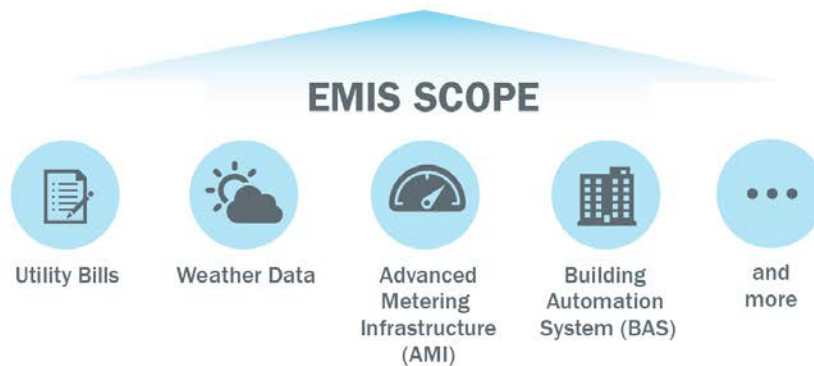 EMIS SCOPE
Utility Bills
Weather Data
Advanced
Metering
Infrastructure
(AMI)
Building
Automation
System (BAS)
and
more